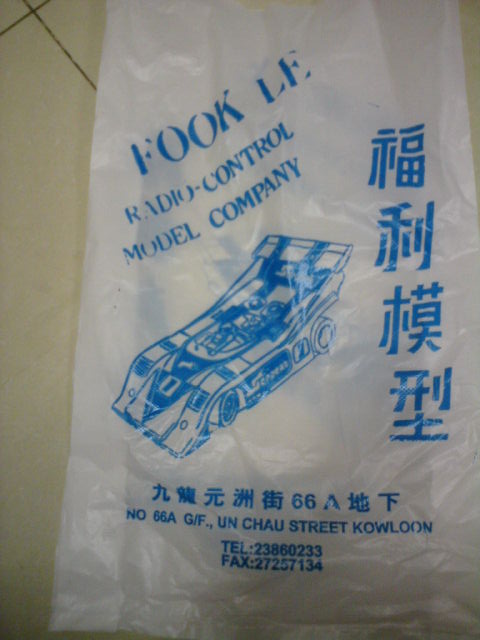 FOOK LE
RADIO-CONTROL
MODEL COMPANY
福利模型
九龍元洲街66A地下
NO 66A G/F., UN CHAU STREET KOWLOON
TEL:23860233
FAX:27257134